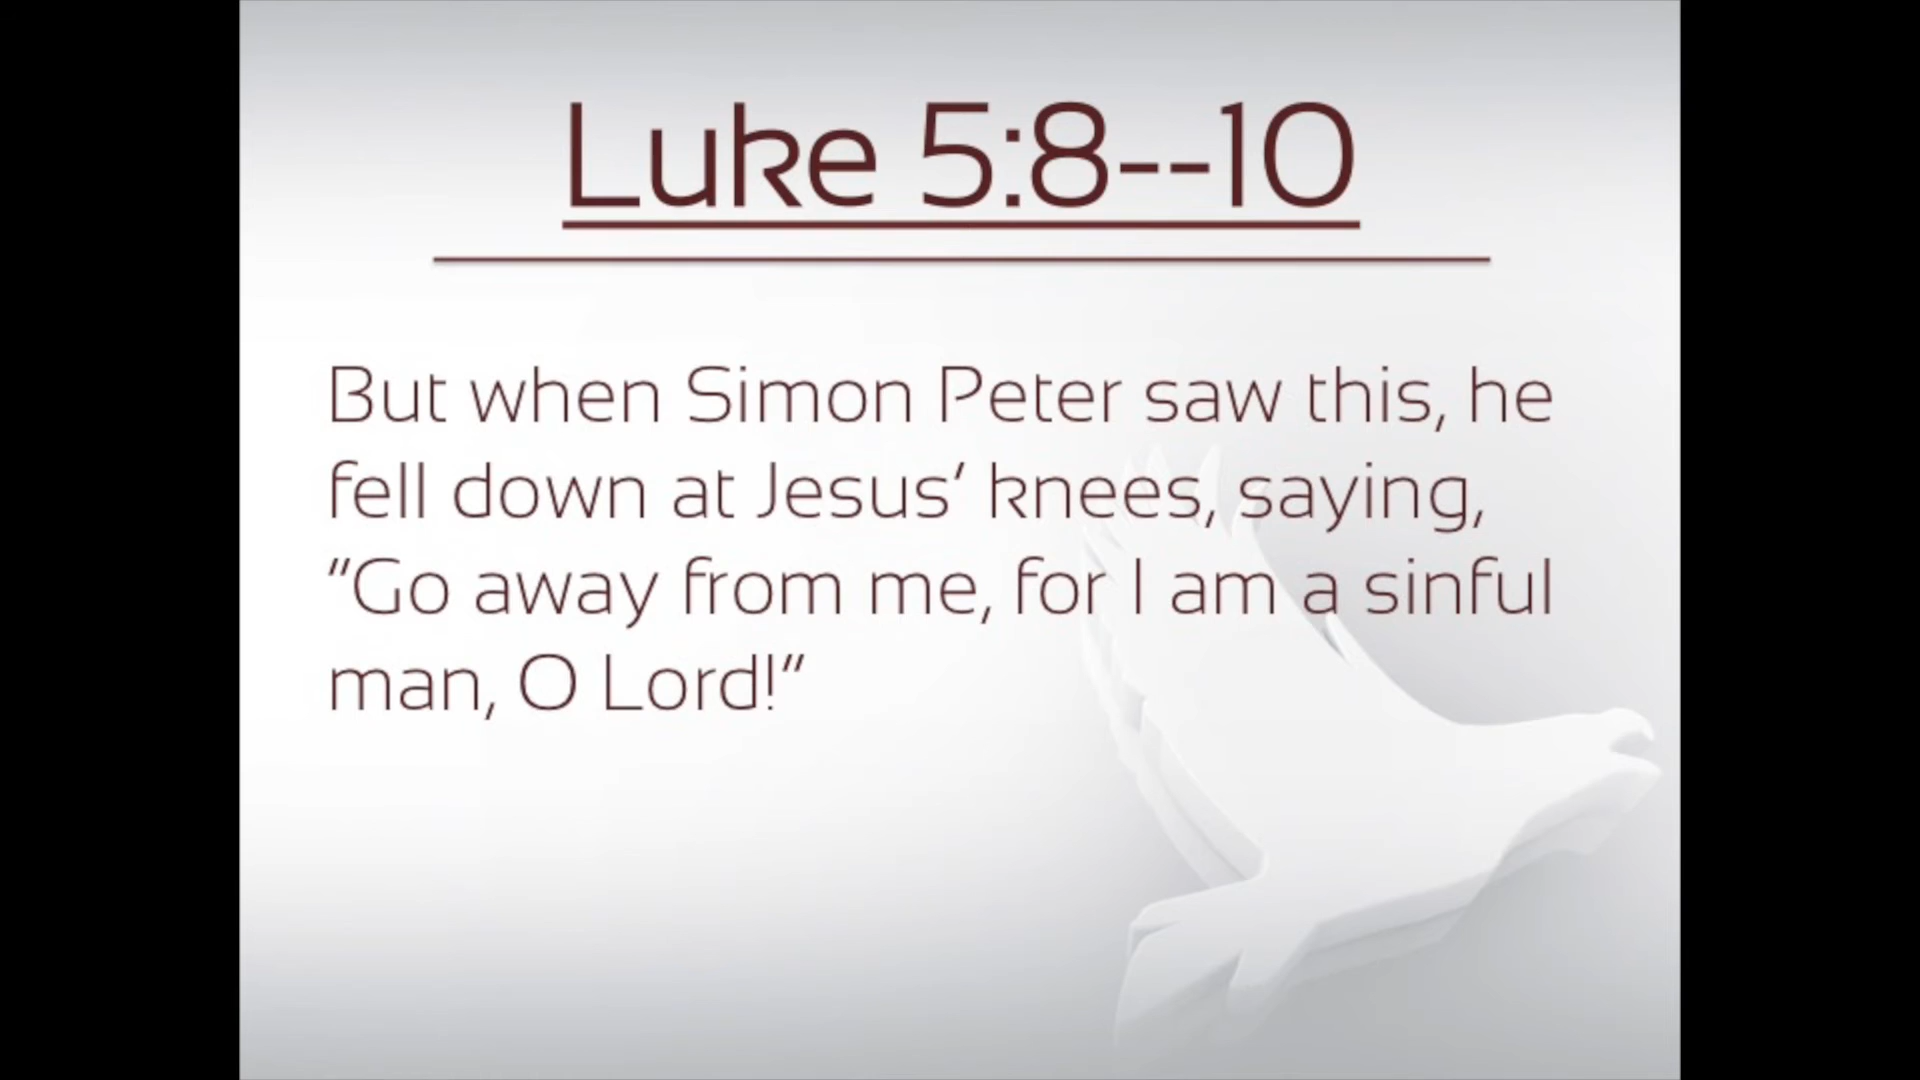 Luke 5:8--10
But when Simon Peter saw this, he
fell down at Jesus’ knees, saying,
“Go away from me, for I am a sinful
man, O Lord!”